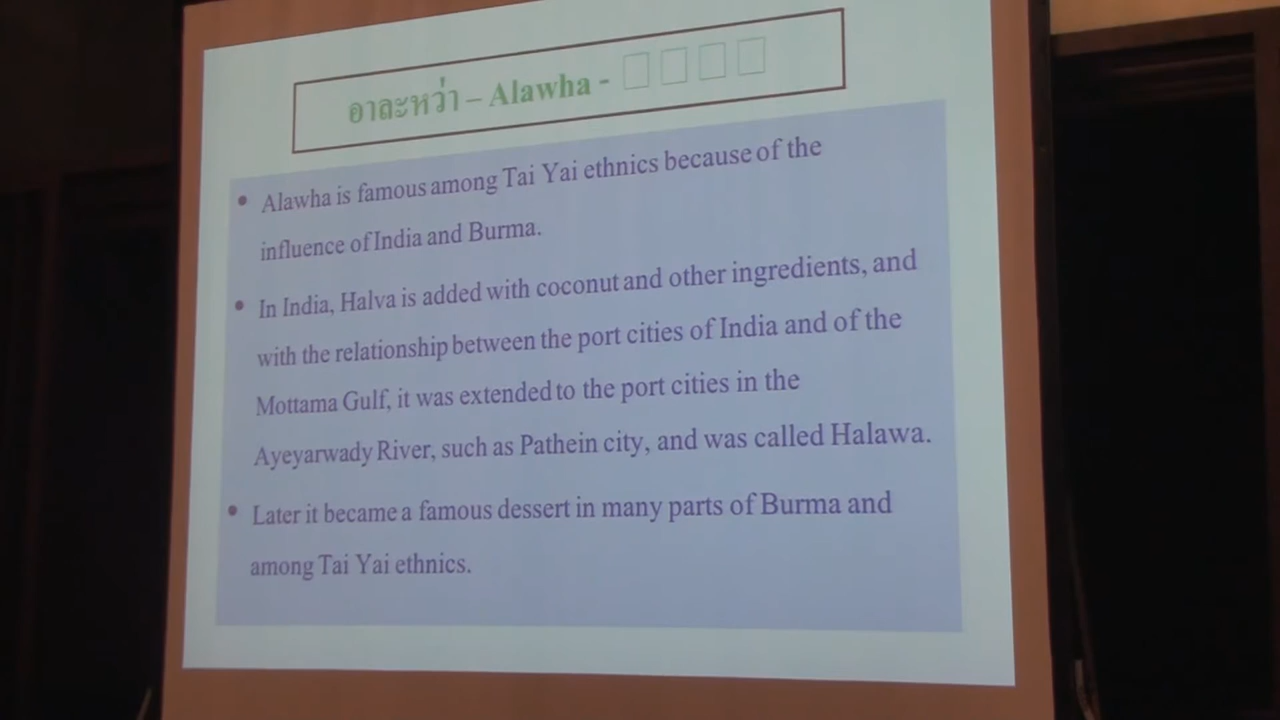 อาละหว่า – Alawha - □ □ □ □
• Alawha is famous among Tai Yai ethnics because of the
influence of India and Burma.
• In India, Halva is added with coconut and other ingredients, and
with the relationship between the port cities of India and of the
Mottama Gulf, it was extended to the port cities in the
Ayeyarwady River, such as Pathein city, and was called Halawa.
• Later it became a famous dessert in many parts of Burma and
among Tai Yai ethnics.